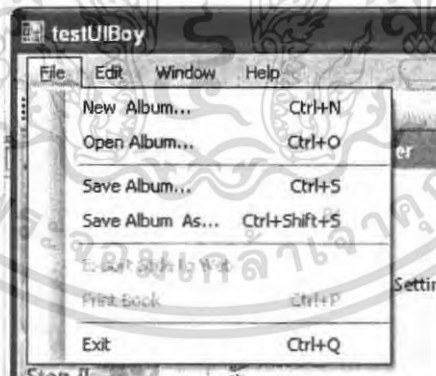 testUIBoy
File Edit Window Help
New Album... Ctrl+N
Open Album... Ctrl+O
Save Album... Ctrl+S
Save Album As... Ctrl+Shift+S
Print Book Ctrl+P
Exit Ctrl+Q